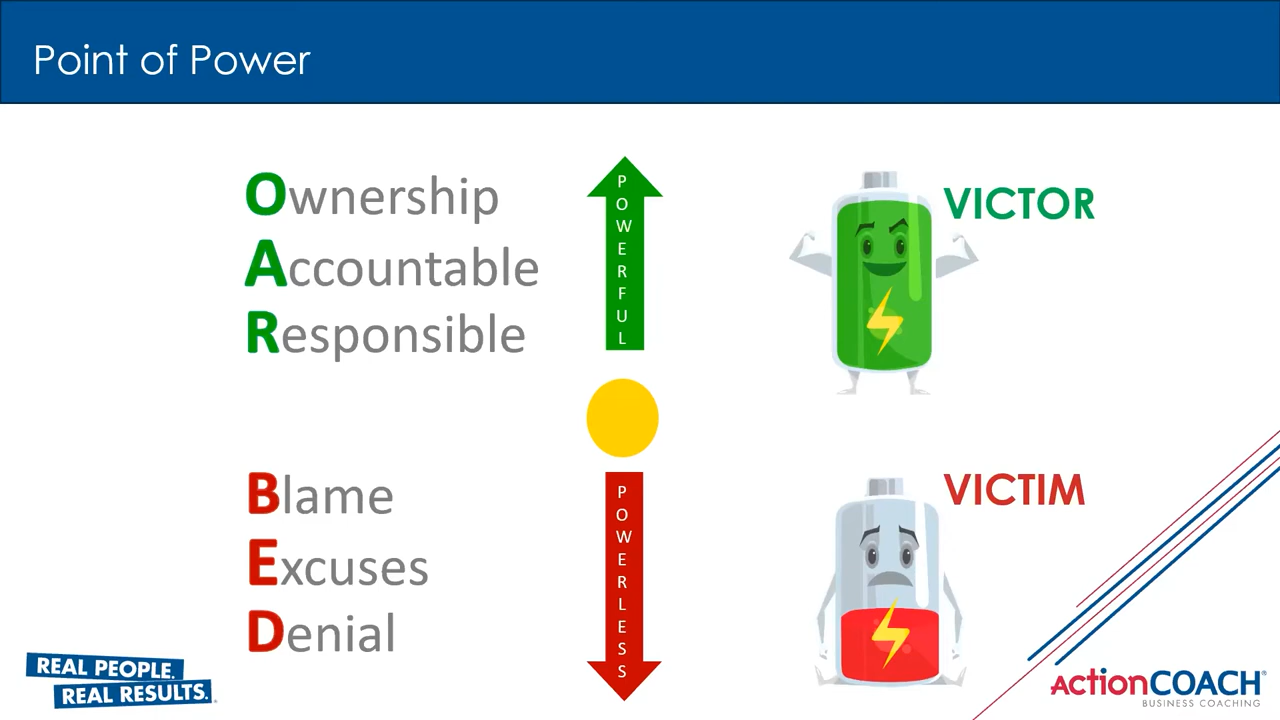 Point of Power
Ownership
Accountable
Responsible
POWERFUL
VICTOR
Blame
Excuses
Denial
POWERLESS
VICTIM
REAL PEOPLE.
REAL RESULTS.
ActionCOACH®
BUSINESS COACHING